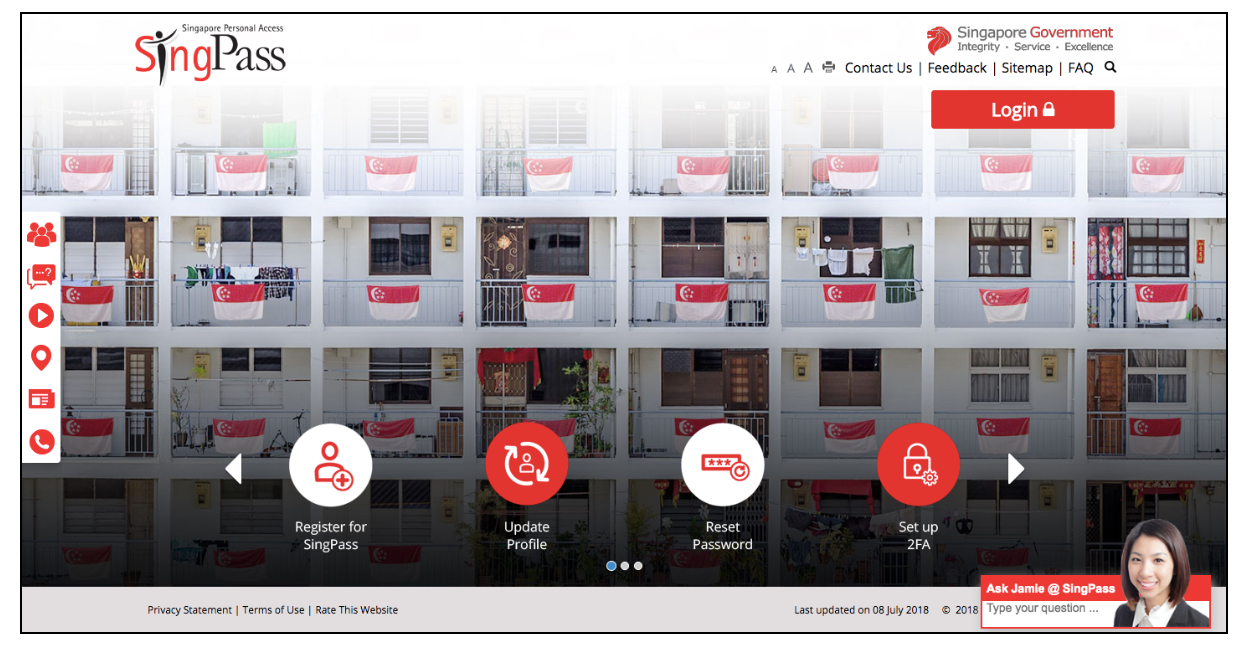 Singapore Personal Access
SingPass
Singapore Government
Integrity · Service · Excellence
A A A Contact Us | Feedback | Sitemap | FAQ
Login
...?
***
Register for
SingPass
Update
Profile
Reset
Password
Set up
2FA
Privacy Statement | Terms of Use | Rate This Website
Last updated on 08 July 2018 © 2018
Ask Jamie @ SingPass
Type your question ...